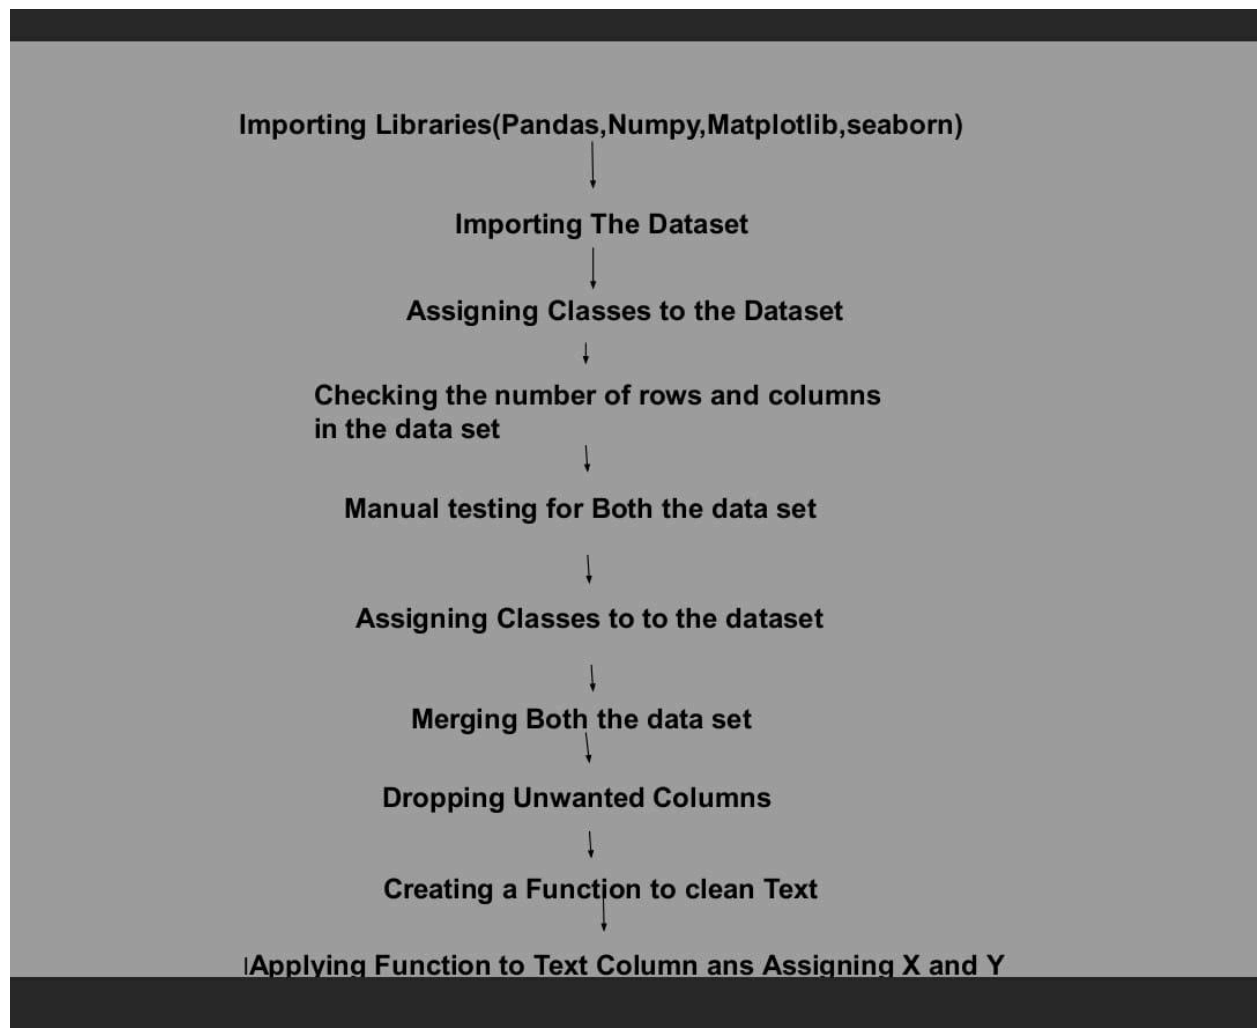 Importing Libraries(Pandas,Numpy,Matplotlib,seaborn)
Importing The Dataset
Assigning Classes to the Dataset
Checking the number of rows and columns
in the data set
Manual testing for Both the data set
Assigning Classes to to the dataset
Merging Both the data set
Dropping Unwanted Columns
Creating a Function to clean Text
Applying Function to Text Column ans Assigning X and Y